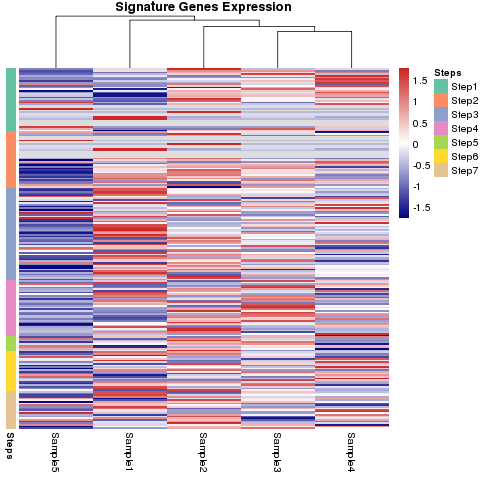 Signature Genes Expression
1.5
1
0.5
0
-0.5
-1
-1.5
Steps
Step1
Step2
Step3
Step4
Step5
Step6
Step7
Steps
Sample5
Sample1
Sample2
Sample3
Sample4